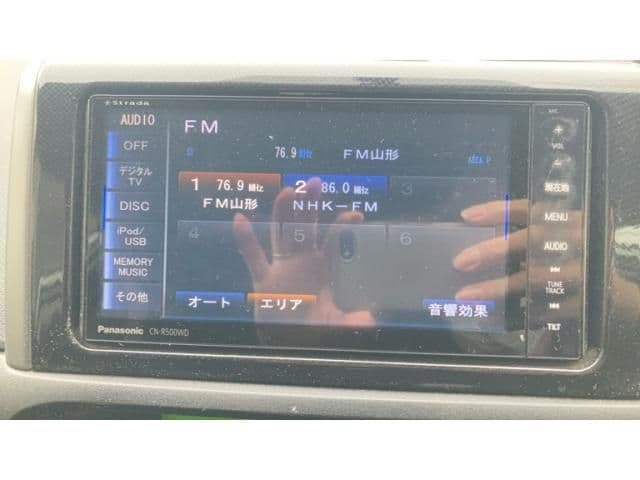 Strada
AUDIO
FM
76.9 MHz FM山形
OFF
デジタル
TV
1 76.9 MHz
FM山形
2 86.0 MHz
NHK-FM
3
DISC
iPod/
USB
4
5
6
MEMORY
MUSIC
その他
オート
エリア
音響効果
Panasonic CN-R500WD
MIC
+
VOL
−
現在地
MENU
AUDIO
TUNE
TRACK
TILT